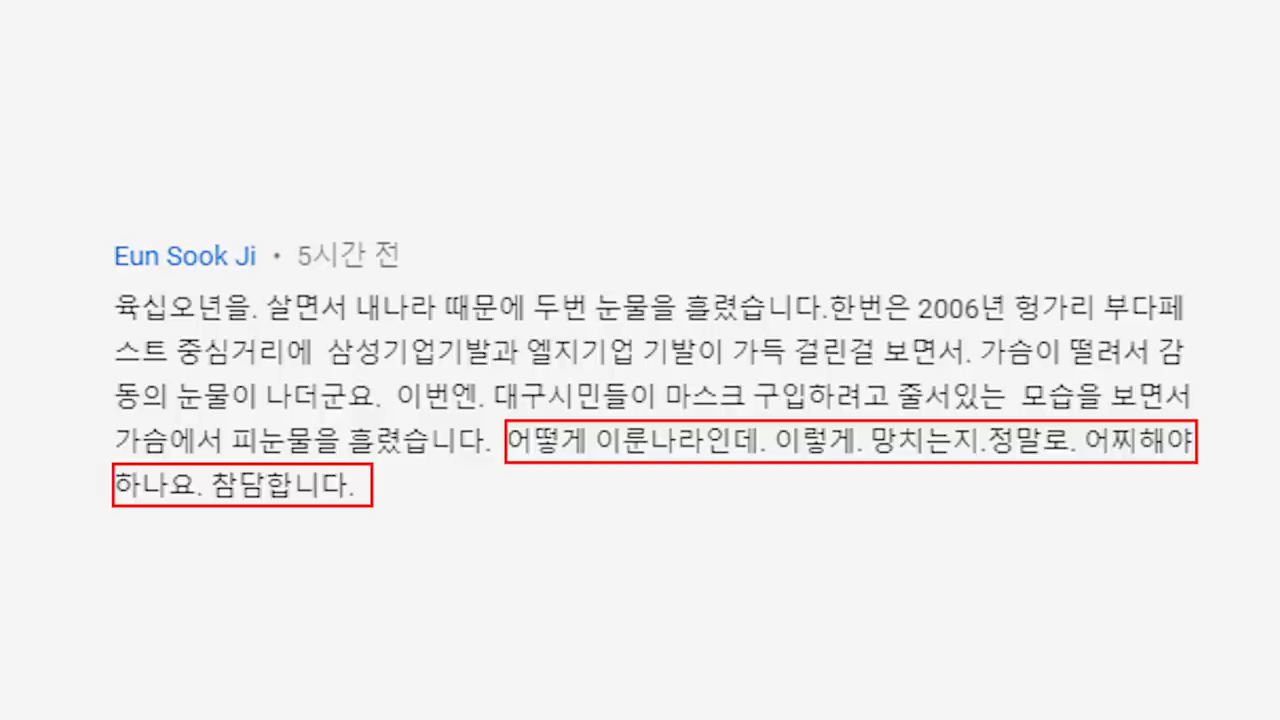 Eun Sook Ji • 5시간 전
육십오년을. 살면서 내나라 때문에 두번 눈물을 흘렸습니다.한번은 2006년 헝가리 부다페
스트 중심거리에 삼성기업기발과 엘지기업 기발이 가득 걸린걸 보면서. 가슴이 떨려서 감
동의 눈물이 나더군요. 이번엔. 대구시민들이 마스크 구입하려고 줄서있는 모습을 보면서
가슴에서 피눈물을 흘렸습니다. 어떻게 이룬나라인데. 이렇게. 망치는지.정말로. 어찌해야
하나요. 참담합니다.